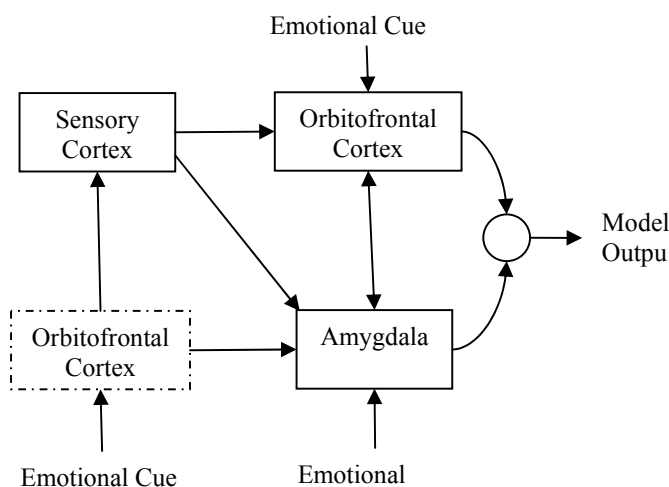 Emotional Cue
Sensory
Cortex
Orbitofrontal
Cortex
Model
Outpu
Orbitofrontal
Cortex
Amygdala
Emotional Cue
Emotional